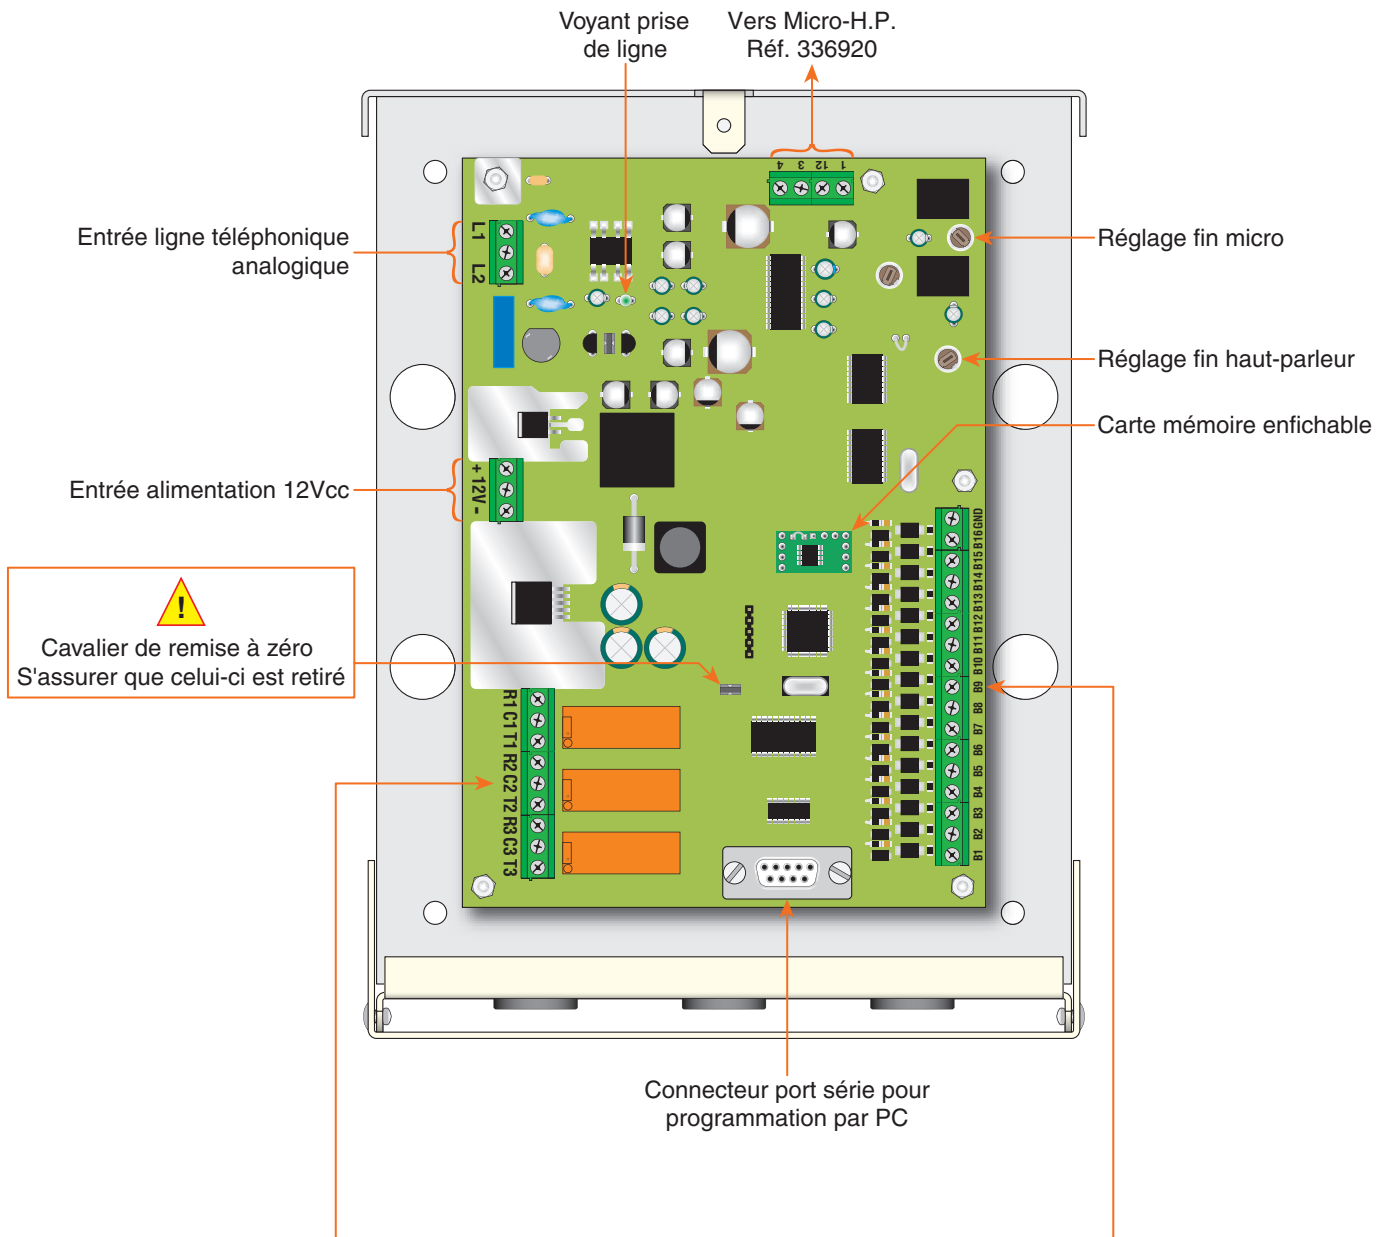 Voyant prise
de ligne
Vers Micro-H.P.
Réf. 336920
4 3 12 1
L1
L2
Entrée ligne téléphonique
analogique
Réglage fin micro
Réglage fin haut-parleur
Carte mémoire enfichable
+ 12V -
Entrée alimentation 12Vcc
!
Cavalier de remise à zéro
S'assurer que celui-ci est retiré
R1 C1 T1 R2 C2 T2 R3 C3 T3
B1 B2 B3 B4 B5 B6 B7 B8 B9 B10 B11 B12 B13 B14 B15 B16 GND
Connecteur port série pour
programmation par PC